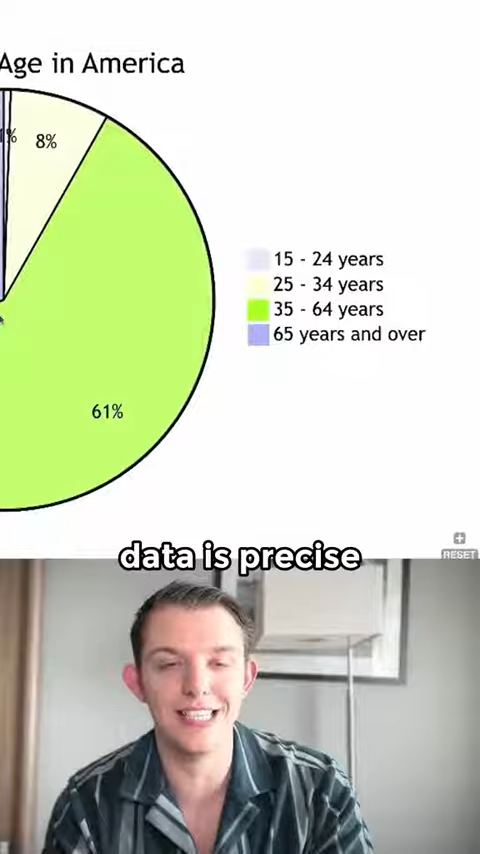 Age in America
1%
8%
15 - 24 years
25 - 34 years
35 - 64 years
65 years and over
61%
data is precise
RESET